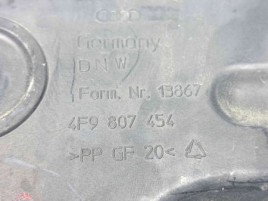 Germany
D N W
Form. Nr. 13867
4F9 807 454
>PP GF 20<